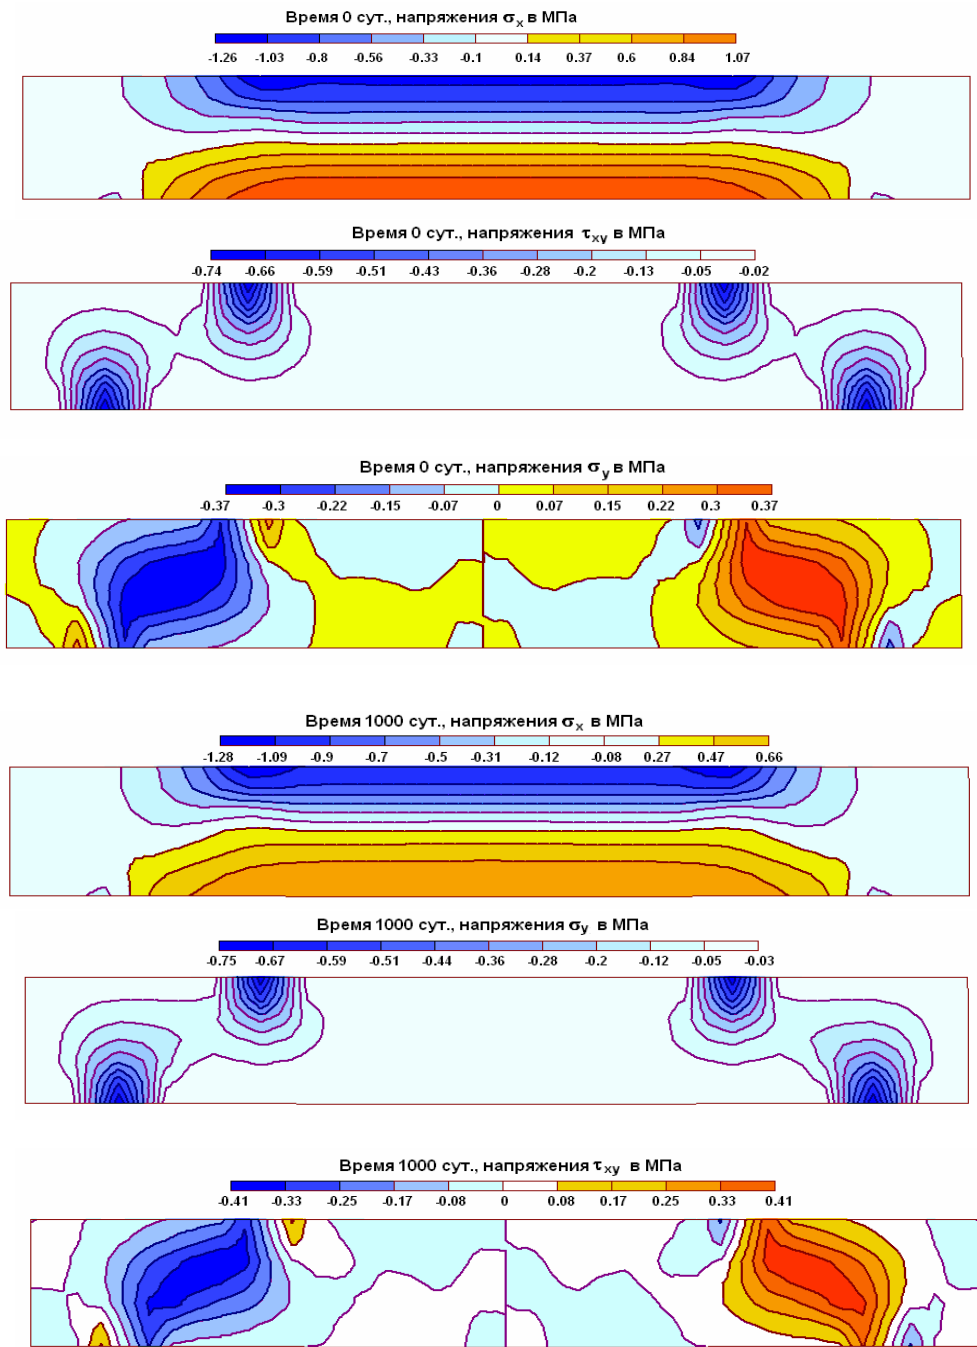 Время 0 сут., напряжения σx в МПа
-1.26 -1.03 -0.8 -0.56 -0.33 -0.1 0.14 0.37 0.6 0.84 1.07
Время 0 сут., напряжения τxy в МПа
-0.74 -0.66 -0.59 -0.51 -0.43 -0.36 -0.28 -0.2 -0.13 -0.05 -0.02
Время 0 сут., напряжения σy в МПа
-0.37 -0.3 -0.22 -0.15 -0.07 0 0.07 0.15 0.22 0.3 0.37
Время 1000 сут., напряжения σx в МПа
-1.28 -1.09 -0.9 -0.7 -0.5 -0.31 -0.12 -0.08 0.27 0.47 0.66
Время 1000 сут., напряжения σy в МПа
-0.75 -0.67 -0.59 -0.51 -0.44 -0.36 -0.28 -0.2 -0.12 -0.05 -0.03
Время 1000 сут., напряжения τxy в МПа
-0.41 -0.33 -0.25 -0.17 -0.08 0 0.08 0.17 0.25 0.33 0.41